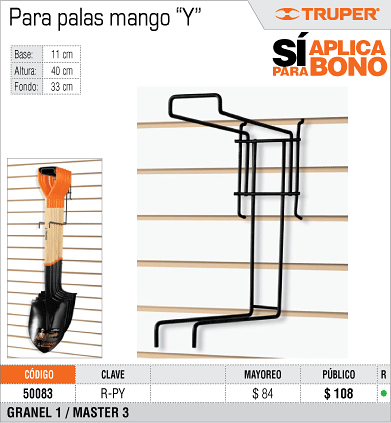 Para palas mango “Y”
TRUPER
SÍ APLICA
PARA BONO
Base: 11 cm
Altura: 40 cm
Fondo: 33 cm
CÓDIGO CLAVE MAYOREO PÚBLICO R
50083 R-PY $ 84 $ 108
GRANEL 1 / MASTER 3